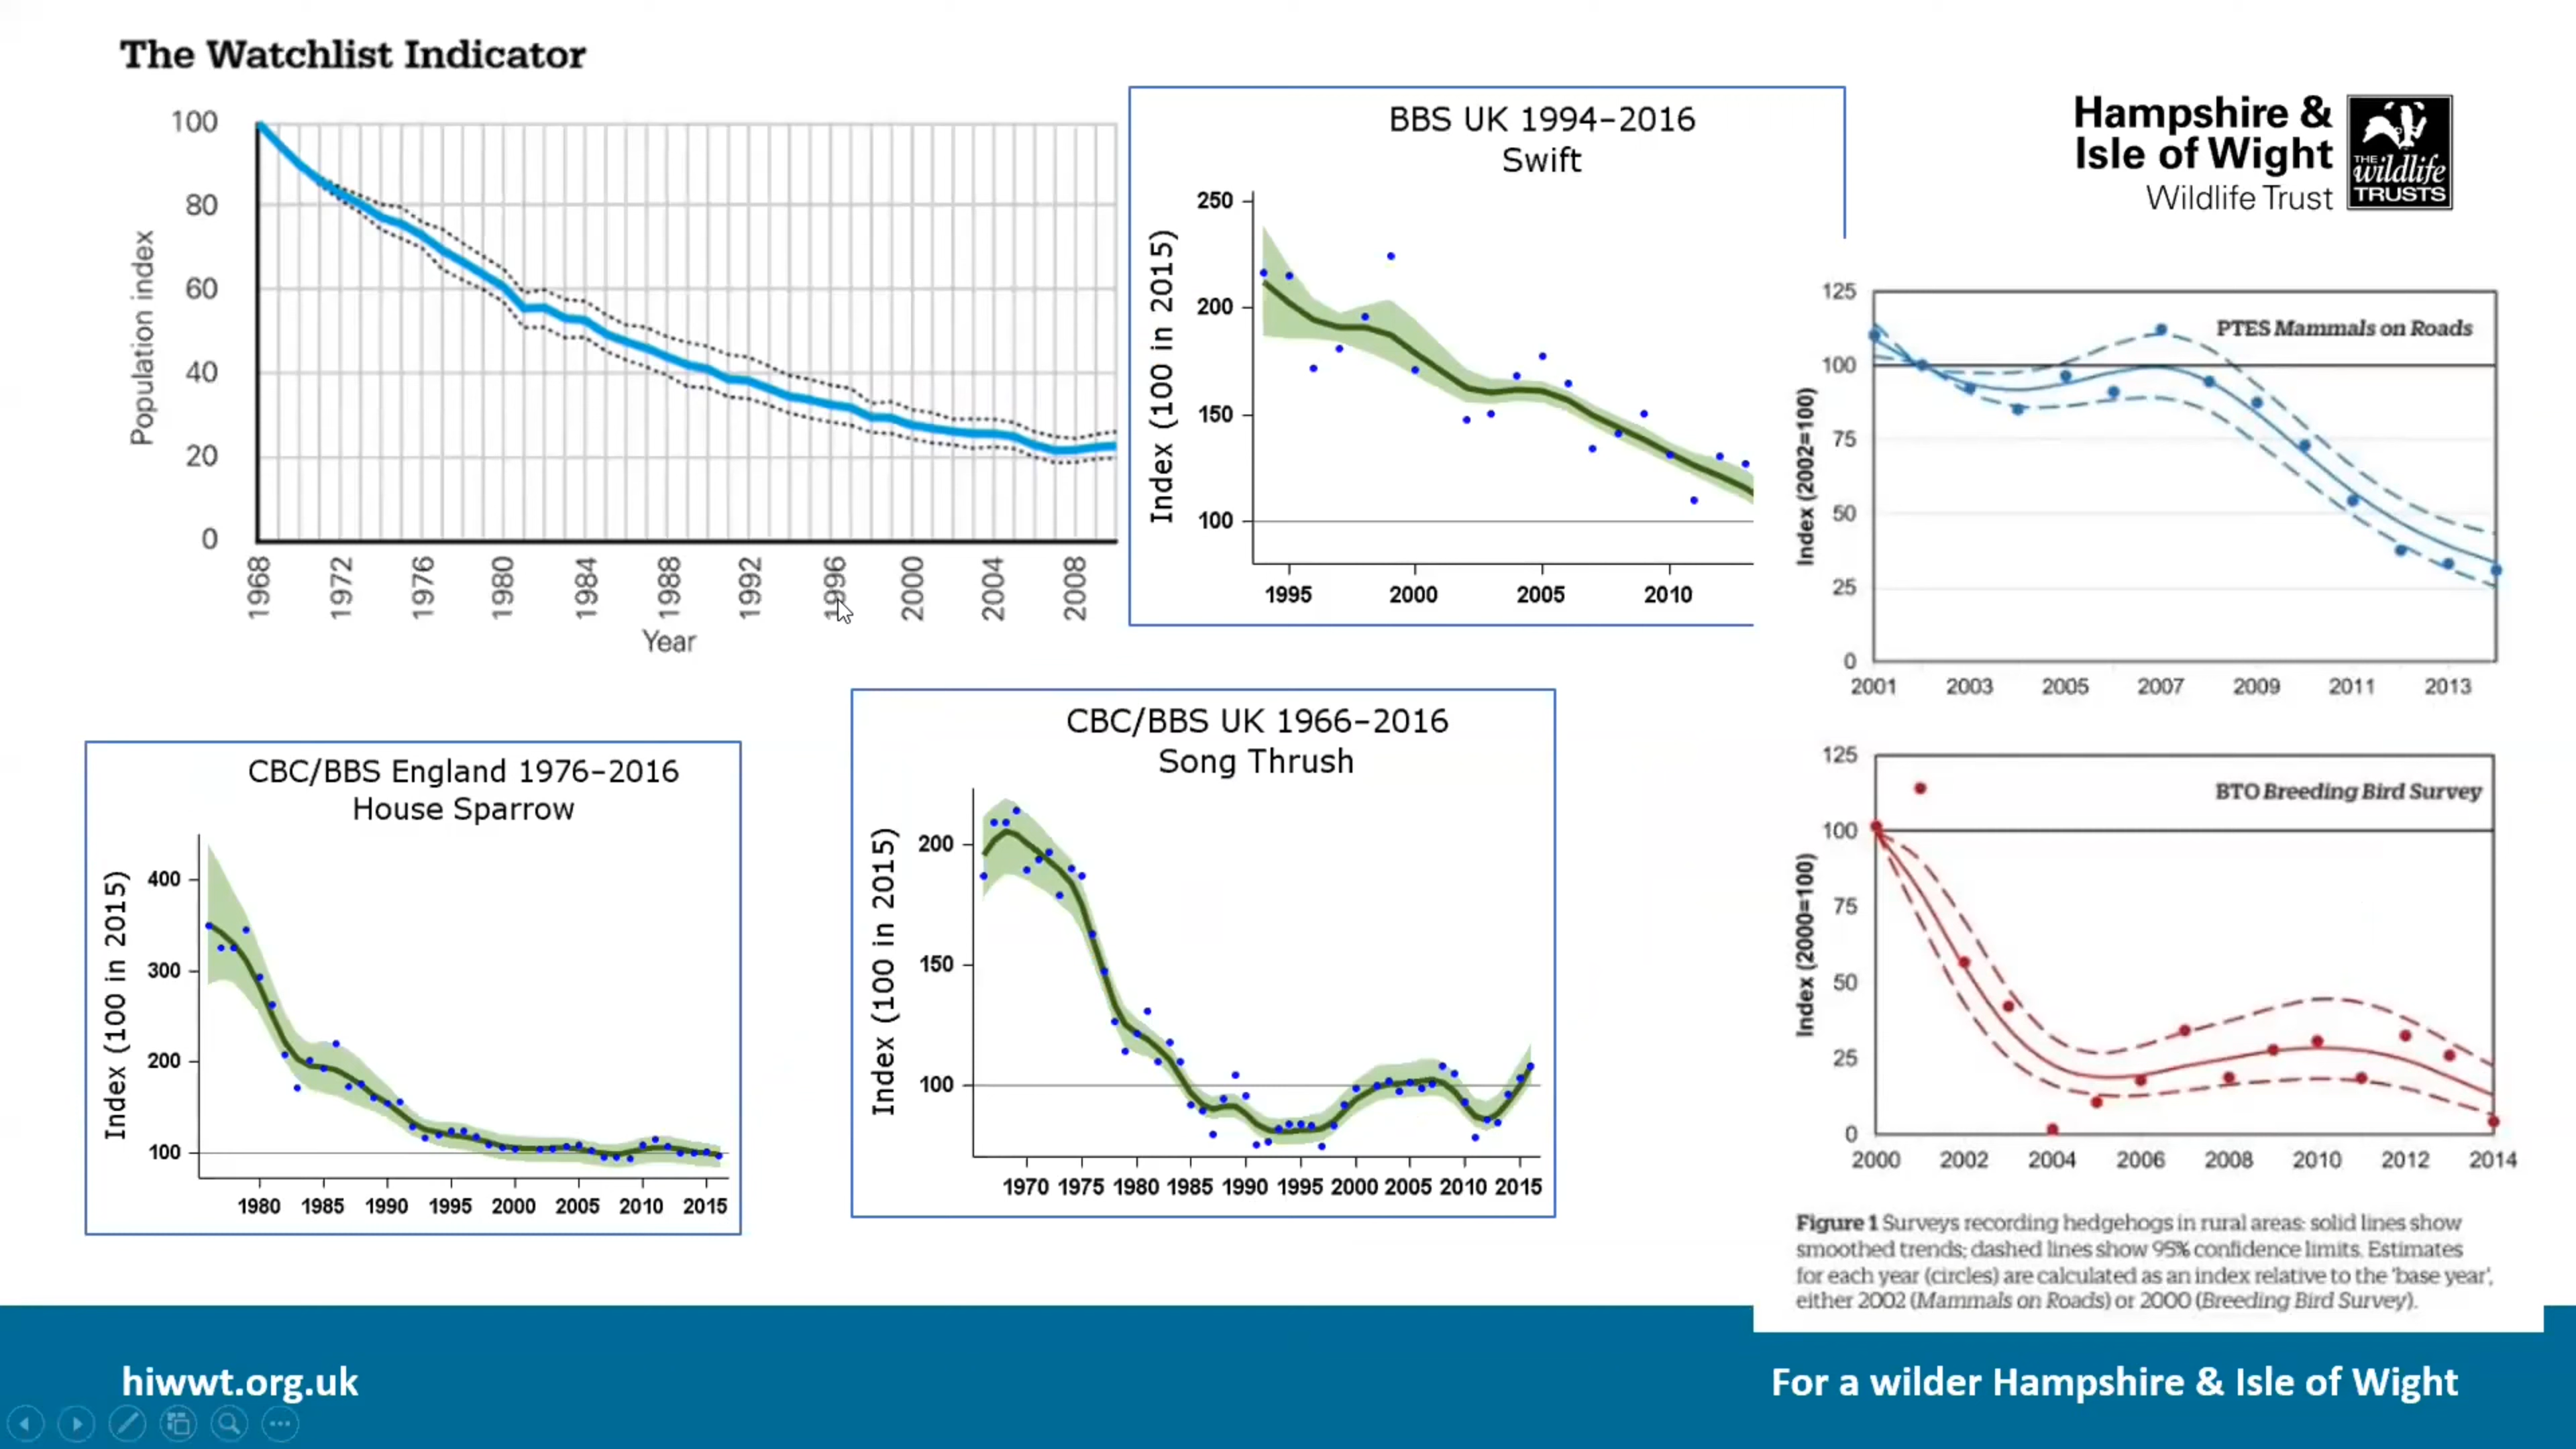 The Watchlist Indicator
Population index
100
80
60
40
20
0
1968 1972 1976 1980 1984 1988 1992 1996 2000 2004 2008
Year
BBS UK 1994–2016
Swift
Index (100 in 2015)
250
200
150
100
1995 2000 2005 2010
Hampshire &
Isle of Wight
Wildlife Trust
THE
wildlife
TRUSTS
PTES Mammals on Roads
Index (2002=100)
125
100
75
50
25
0
2001 2003 2005 2007 2009 2011 2013
CBC/BBS England 1976–2016
House Sparrow
Index (100 in 2015)
400
300
200
100
1980 1985 1990 1995 2000 2005 2010 2015
CBC/BBS UK 1966–2016
Song Thrush
Index (100 in 2015)
200
150
100
1970 1975 1980 1985 1990 1995 2000 2005 2010 2015
BTO Breeding Bird Survey
Index (2000=100)
125
100
75
50
25
0
2000 2002 2004 2006 2008 2010 2012 2014
Figure 1 Surveys recording hedgehogs in rural areas: solid lines show
smoothed trends; dashed lines show 95% confidence limits. Estimates
for each year (circles) are calculated as an index relative to the 'base year',
either 2002 (Mammals on Roads) or 2000 (Breeding Bird Survey).
hiwwt.org.uk
For a wilder Hampshire & Isle of Wight